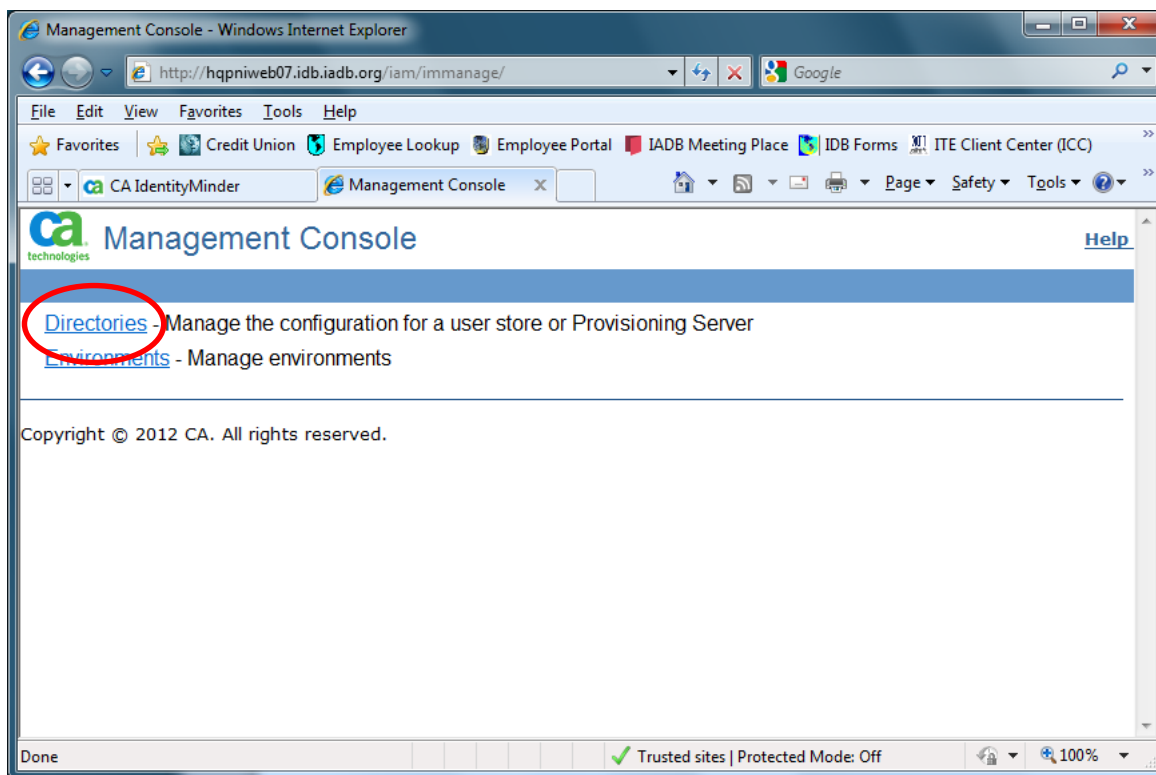 Management Console - Windows Internet Explorer
http://hqpniweb07.idb.iadb.org/iam/immanage/
Google
File Edit View Favorites Tools Help
Favorites Credit Union Employee Lookup Employee Portal IADB Meeting Place IDB Forms ITE Client Center (ICC) »
CA IdentityMinder Management Console x Page Safety Tools »
ca technologies Management Console Help
Directories - Manage the configuration for a user store or Provisioning Server
Environments - Manage environments
Copyright © 2012 CA. All rights reserved.
Done Trusted sites | Protected Mode: Off 100%